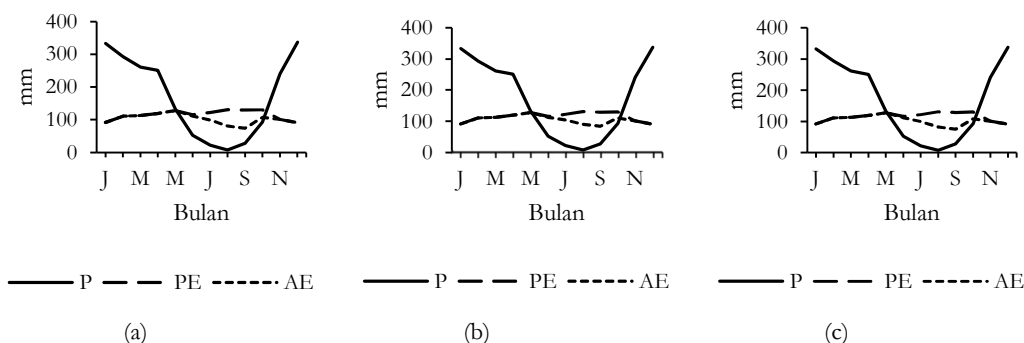 400
300
200
100
0
mm
J M M J S N
Bulan
P PE AE
(a)
400
300
200
100
0
mm
J M M J S N
Bulan
P PE AE
(b)
400
300
200
100
0
mm
J M M J S N
Bulan
P PE AE
(c)